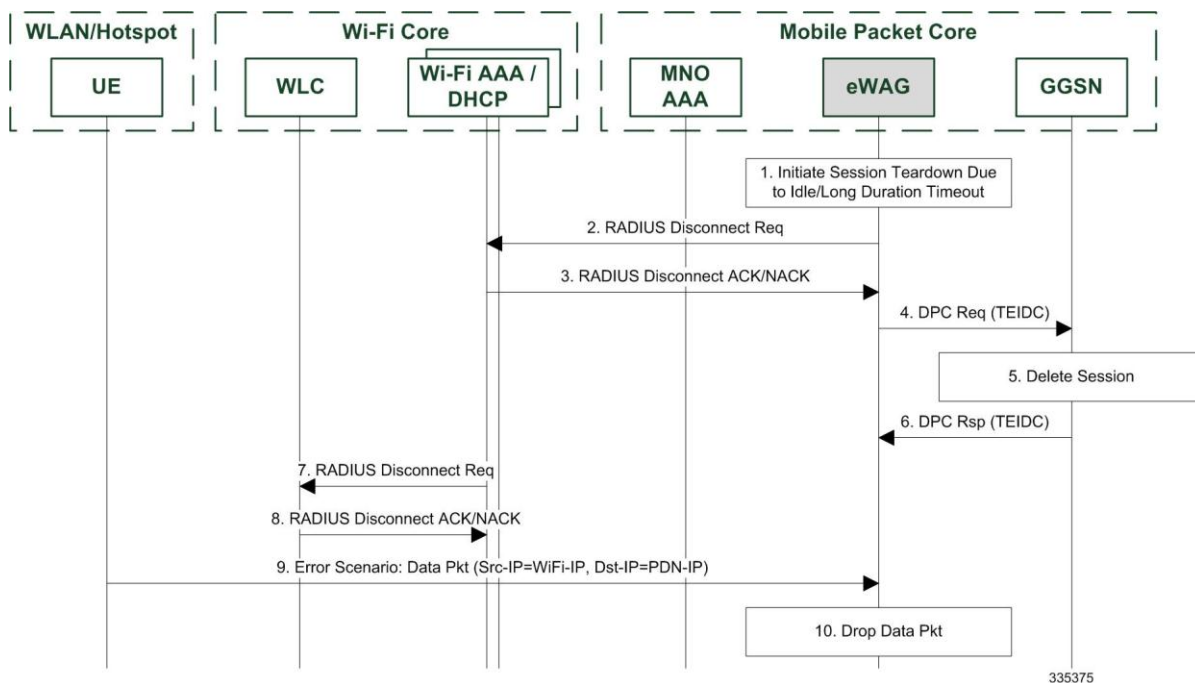 WLAN/Hotspot
Wi-Fi Core
Mobile Packet Core
UE
WLC
Wi-Fi AAA /
DHCP
MNO
AAA
eWAG
GGSN
1. Initiate Session Teardown Due
to Idle/Long Duration Timeout
2. RADIUS Disconnect Req
3. RADIUS Disconnect ACK/NACK
4. DPC Req (TEIDC)
5. Delete Session
6. DPC Rsp (TEIDC)
7. RADIUS Disconnect Req
8. RADIUS Disconnect ACK/NACK
9. Error Scenario: Data Pkt (Src-IP=WiFi-IP, Dst-IP=PDN-IP)
10. Drop Data Pkt
335375